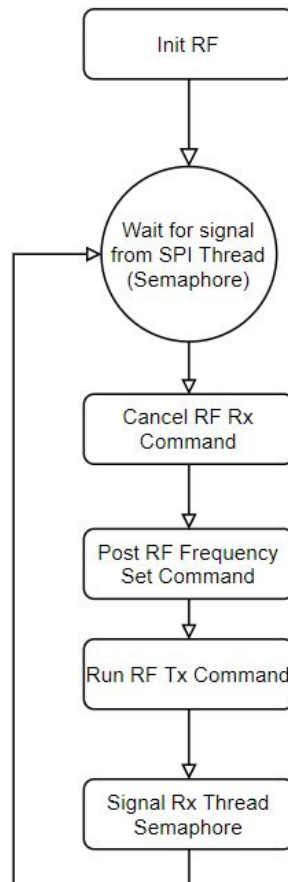 Init RF
Wait for signal
from SPI Thread
(Semaphore)
Cancel RF Rx
Command
Post RF Frequency
Set Command
Run RF Tx Command
Signal Rx Thread
Semaphore